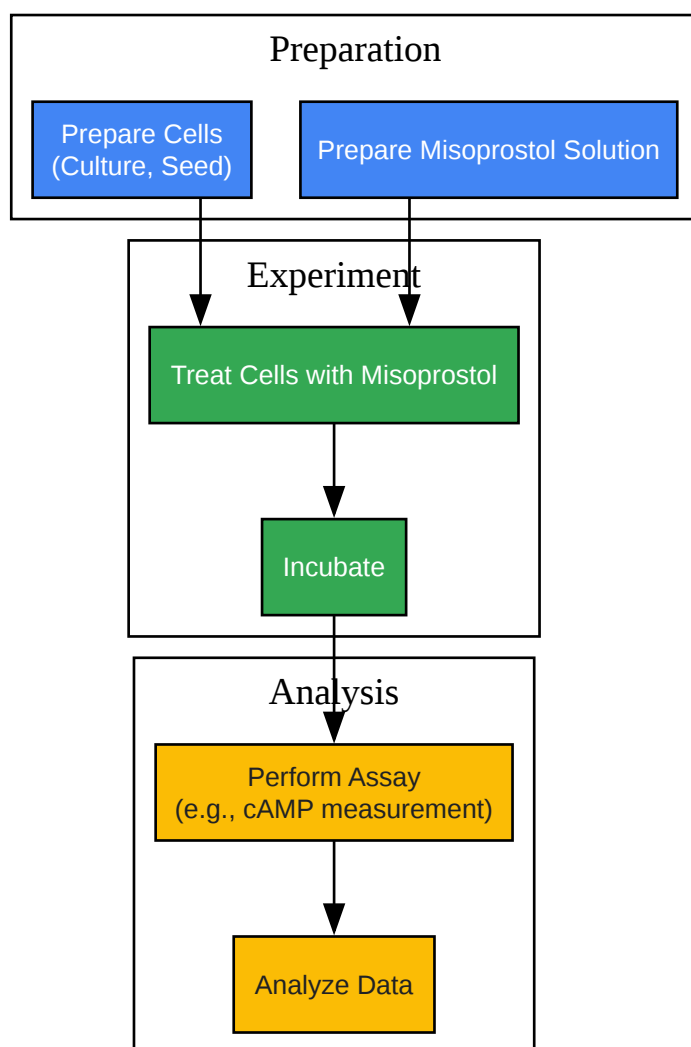 Preparation
Prepare Cells
(Culture, Seed)
Prepare Misoprostol Solution
Experiment
Treat Cells with Misoprostol
Incubate
Analysis
Perform Assay
(e.g., cAMP measurement)
Analyze Data